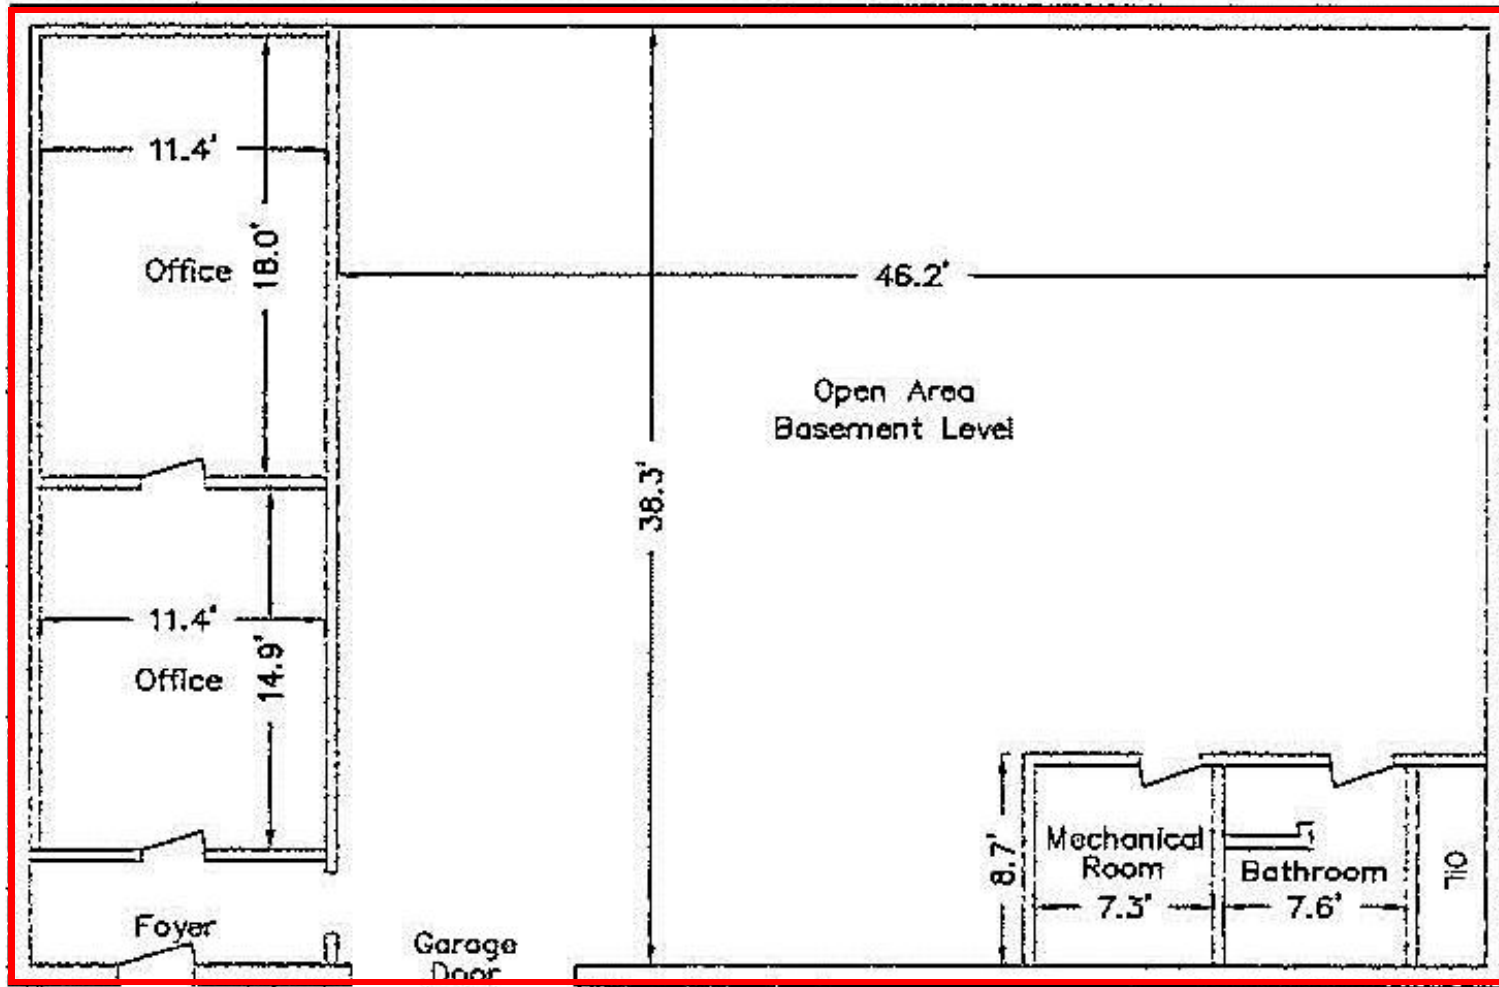 11.4'
18.0'
Office
46.2'
Open Area
Basement Level
38.3'
11.4'
14.9'
Office
8.7'
Mechanical
Room
7.3'
Bathroom
7.6'
OIL
Foyer
Garage
Door